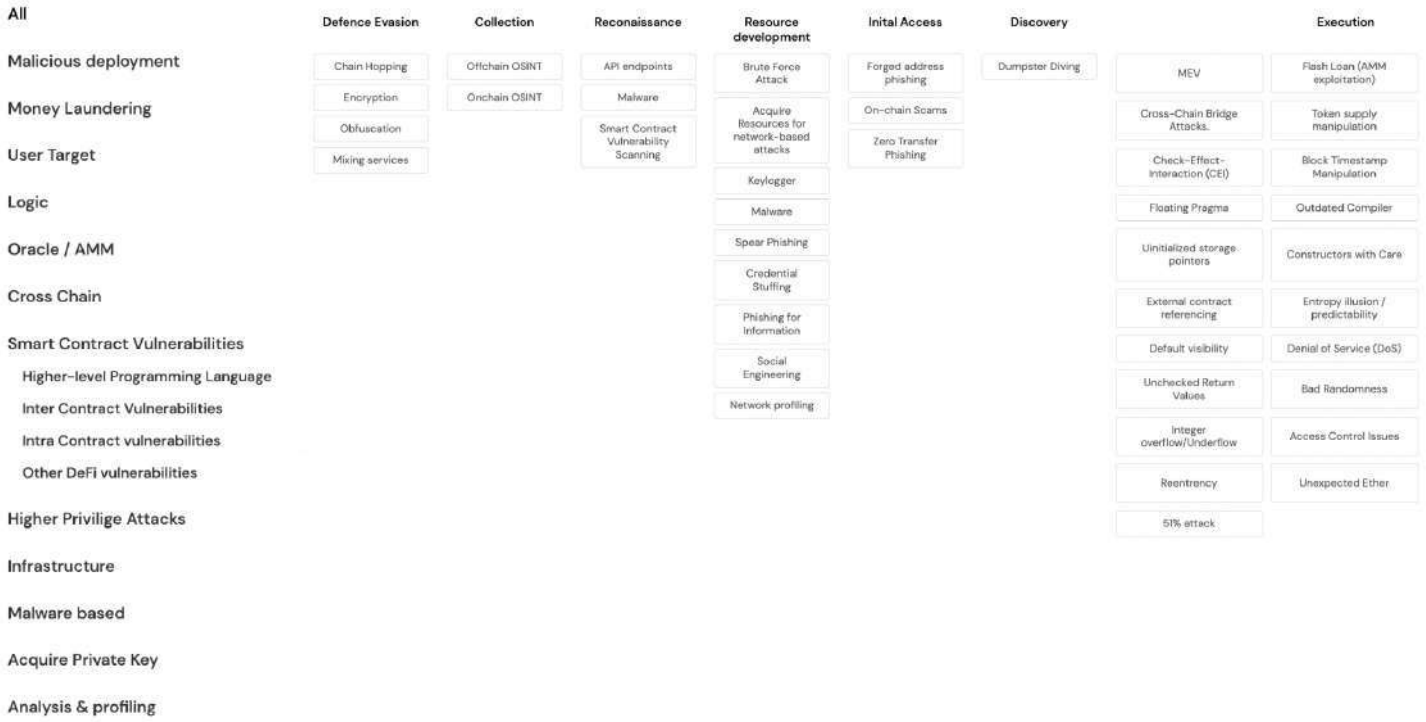 All
Malicious deployment
Money Laundering
User Target
Logic
Oracle / AMM
Cross Chain
Smart Contract Vulnerabilities
Higher-level Programming Language
Inter Contract Vulnerabilities
Intra Contract vulnerabilities
Other DeFi vulnerabilities
Higher Privilige Attacks
Infrastructure
Malware based
Acquire Private Key
Analysis & profiling
Defence Evasion
Chain Hopping
Encryption
Obfuscation
Mixing services
Collection
Offchain OSINT
Onchain OSINT
Reconaissance
API endpoints
Malware
Smart Contract
Vulnerability
Scanning
Resource
development
Brute Force
Attack
Acquire
Resources for
network-based
attacks
Keylogger
Malware
Spear Phishing
Credential
Stuffing
Phishing for
Information
Social
Engineering
Network profiling
Inital Access
Forged address
phishing
On-chain Scams
Zero Transfer
Phishing
Discovery
Dumpster Diving
Execution
MEV
Cross-Chain Bridge
Attacks.
Check-Effect-
Interaction (CEI)
Floating Pragma
Uinitialized storage
pointers
External contract
referencing
Default visibility
Unchecked Return
Values
Integer
overflow/Underflow
Reentrency
51% attack
Flash Loan (AMM
exploitation)
Token supply
manipulation
Block Timestamp
Manipulation
Outdated Compiler
Constructors with Care
Entropy illusion /
predictability
Denial of Service (DoS)
Bad Randomness
Access Control Issues
Unexpected Ether